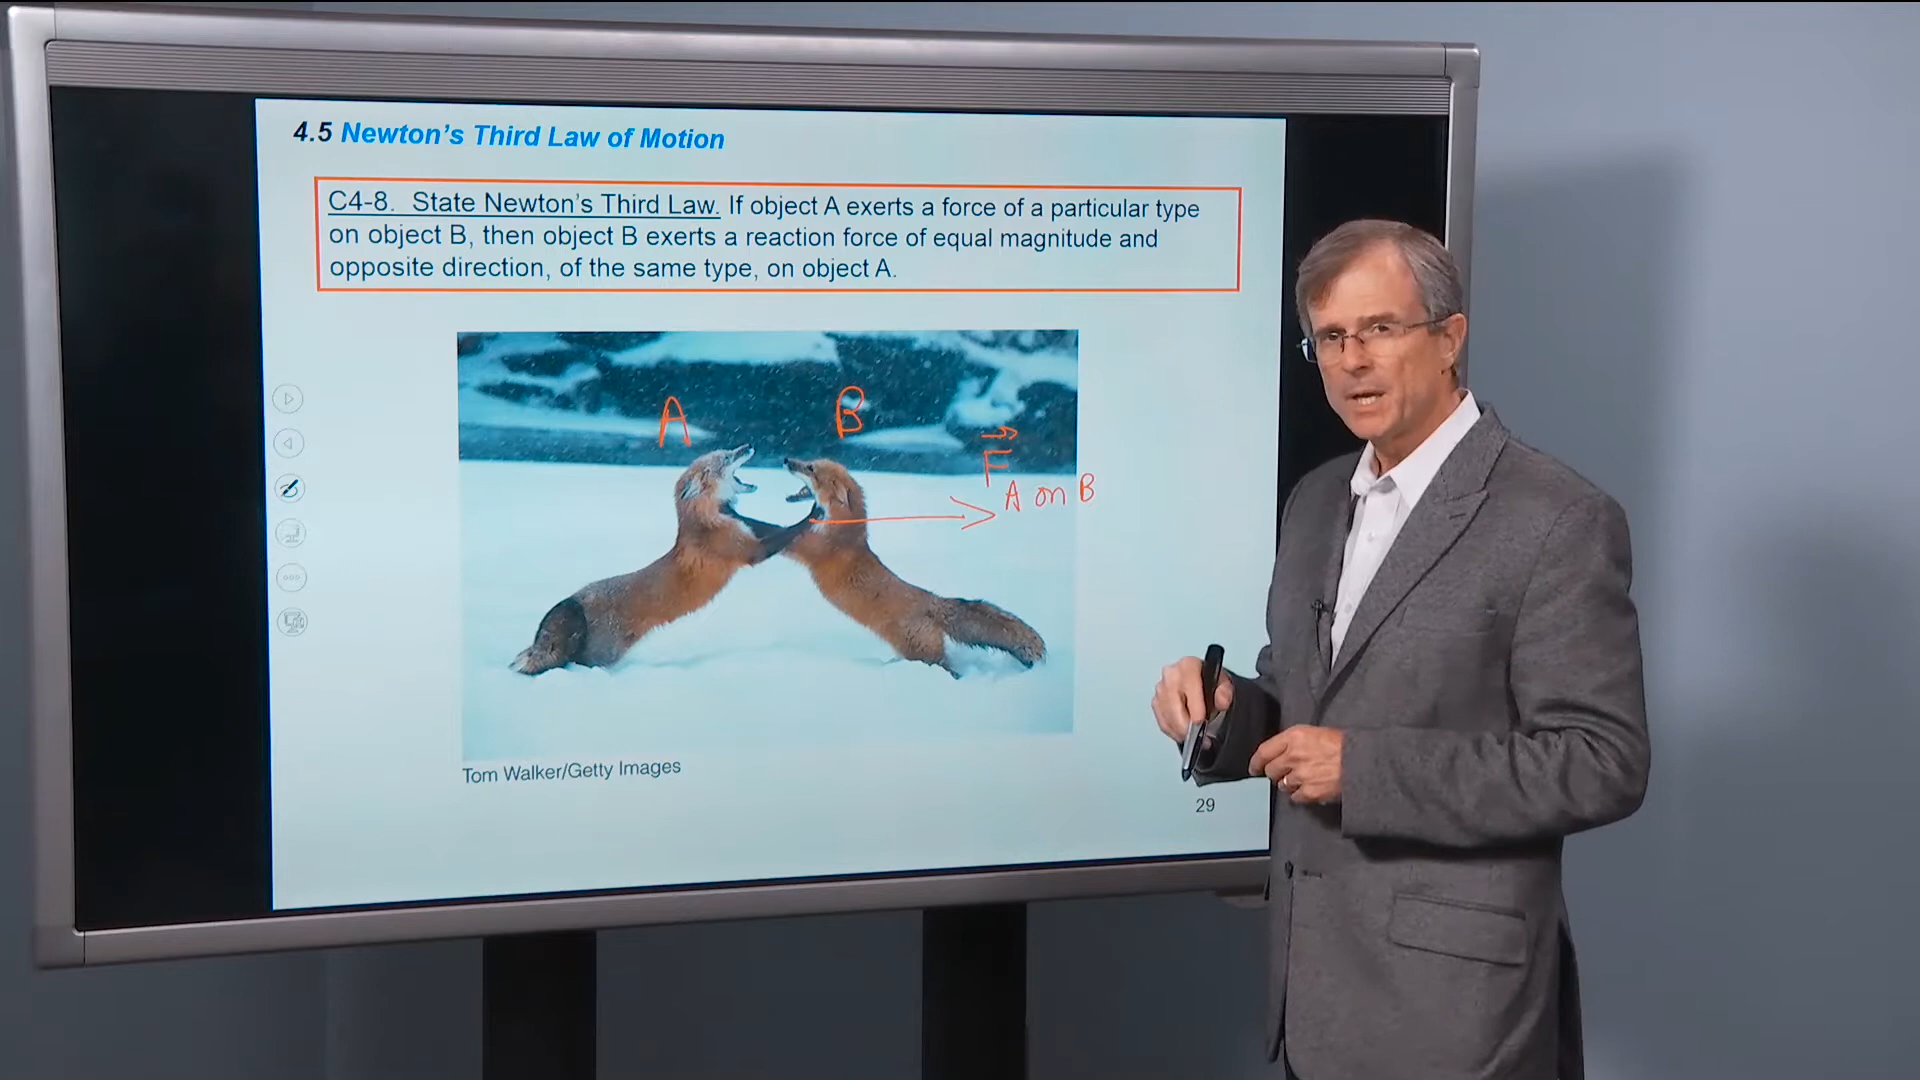 4.5 Newton's Third Law of Motion
C4-8. State Newton's Third Law. If object A exerts a force of a particular type
on object B, then object B exerts a reaction force of equal magnitude and
opposite direction, of the same type, on object A.
A
B
F
A on B
Tom Walker/Getty Images
29